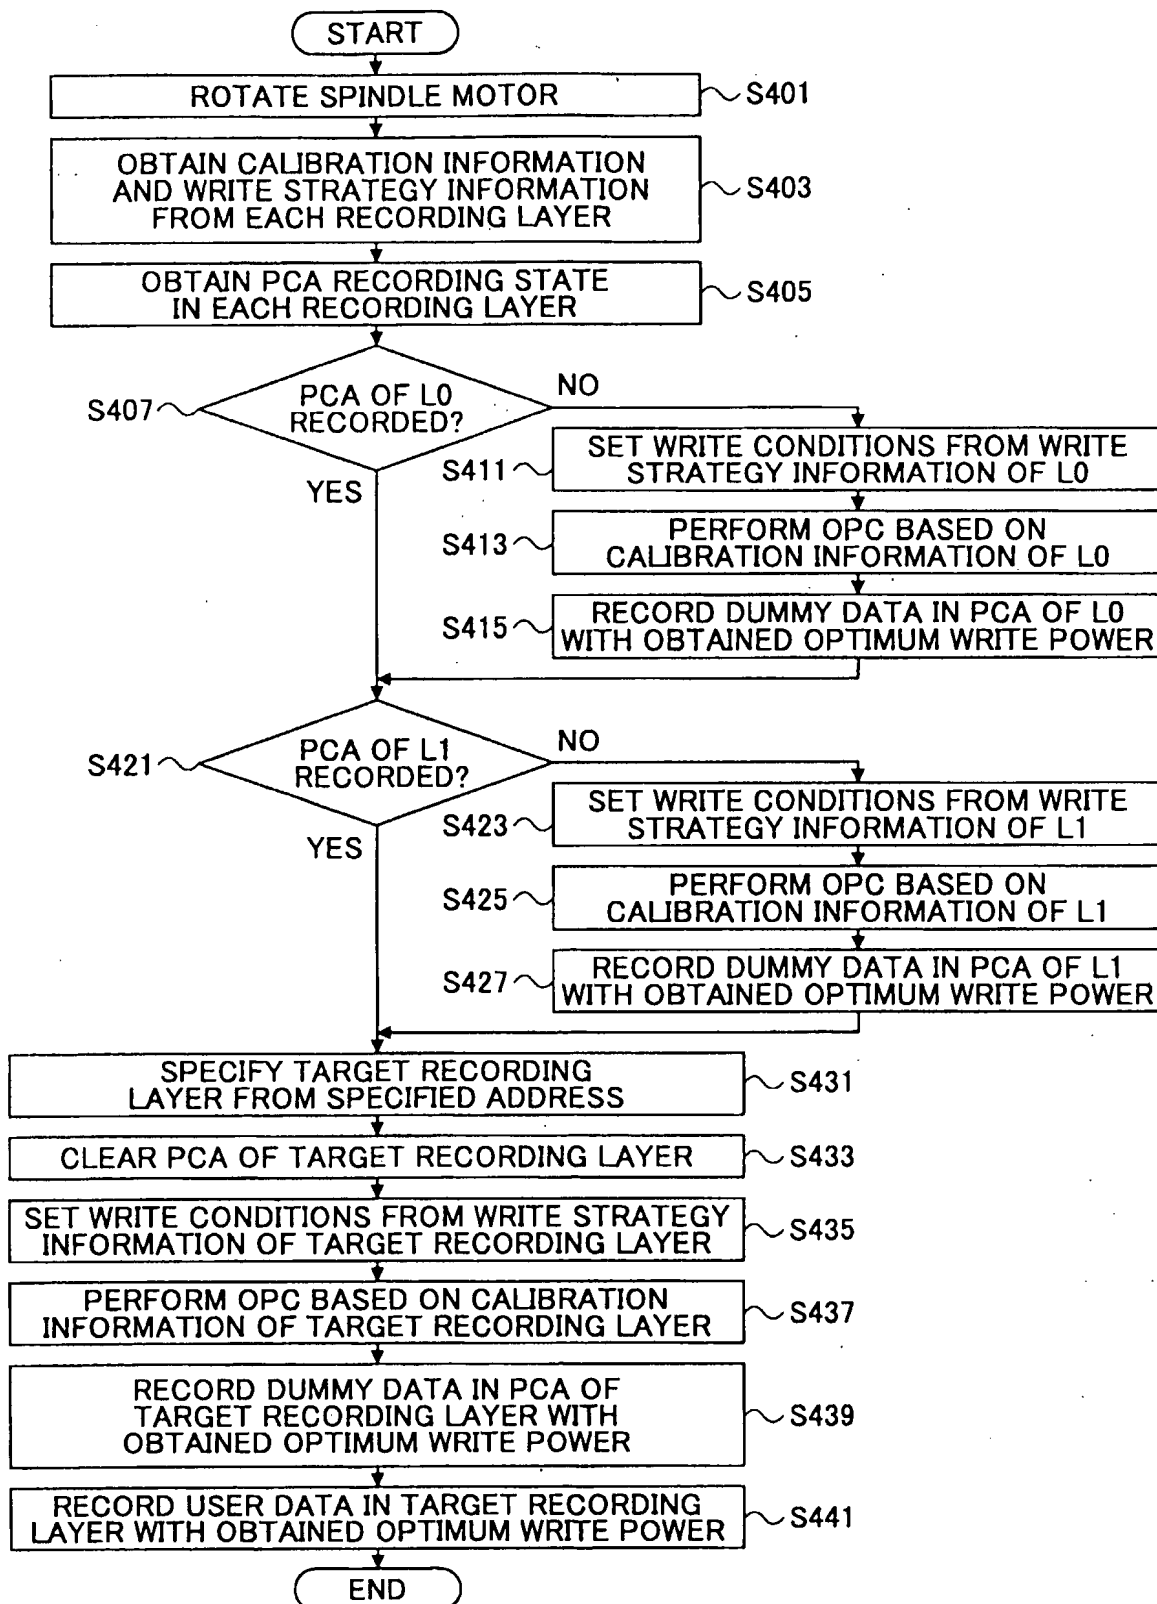 START
ROTATE SPINDLE MOTOR
S401
OBTAIN CALIBRATION INFORMATION
AND WRITE STRATEGY INFORMATION
FROM EACH RECORDING LAYER
S403
OBTAIN PCA RECORDING STATE
IN EACH RECORDING LAYER
S405
S407
PCA OF L0
RECORDED?
NO
YES
S411
SET WRITE CONDITIONS FROM WRITE
STRATEGY INFORMATION OF L0
S413
PERFORM OPC BASED ON
CALIBRATION INFORMATION OF L0
S415
RECORD DUMMY DATA IN PCA OF L0
WITH OBTAINED OPTIMUM WRITE POWER
S421
PCA OF L1
RECORDED?
NO
YES
S423
SET WRITE CONDITIONS FROM WRITE
STRATEGY INFORMATION OF L1
S425
PERFORM OPC BASED ON
CALIBRATION INFORMATION OF L1
S427
RECORD DUMMY DATA IN PCA OF L1
WITH OBTAINED OPTIMUM WRITE POWER
SPECIFY TARGET RECORDING
LAYER FROM SPECIFIED ADDRESS
S431
CLEAR PCA OF TARGET RECORDING LAYER
S433
SET WRITE CONDITIONS FROM WRITE STRATEGY
INFORMATION OF TARGET RECORDING LAYER
S435
PERFORM OPC BASED ON CALIBRATION
INFORMATION OF TARGET RECORDING LAYER
S437
RECORD DUMMY DATA IN PCA OF
TARGET RECORDING LAYER WITH
OBTAINED OPTIMUM WRITE POWER
S439
RECORD USER DATA IN TARGET RECORDING
LAYER WITH OBTAINED OPTIMUM WRITE POWER
S441
END